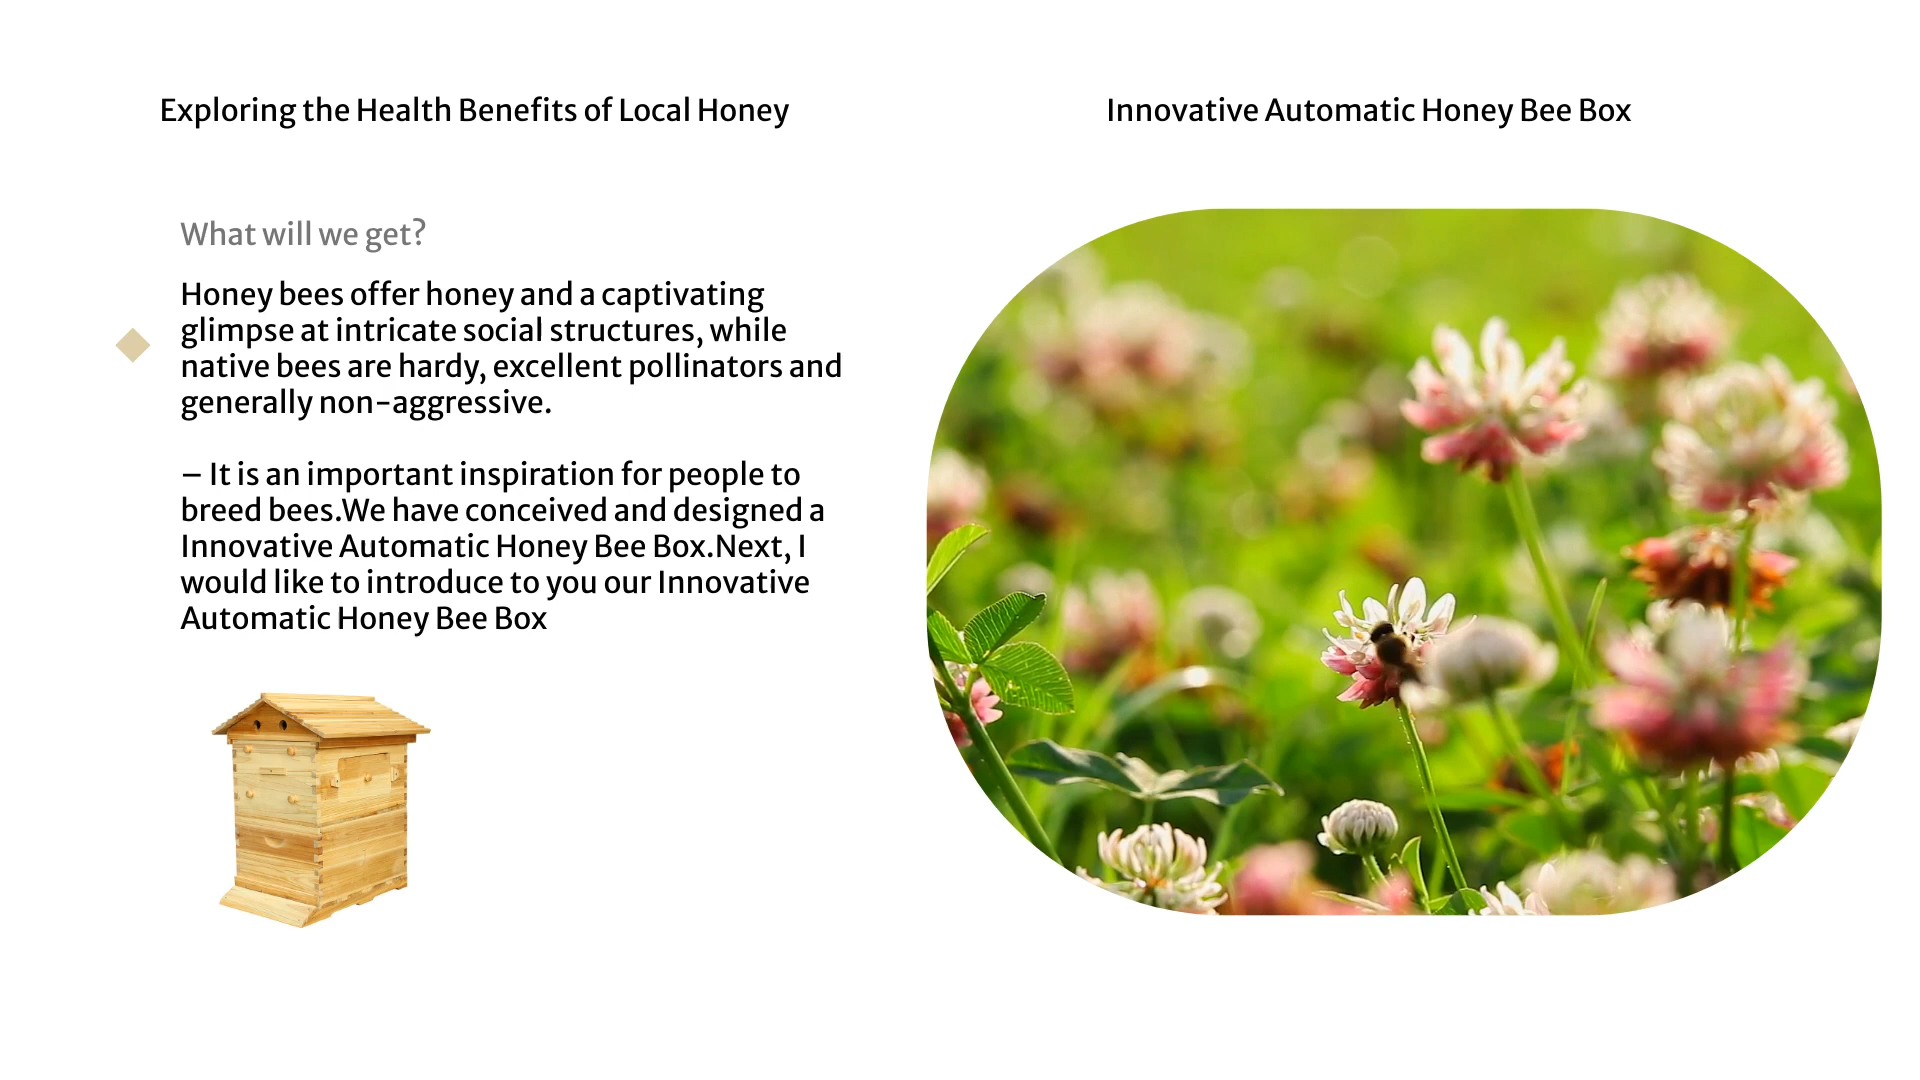 Exploring the Health Benefits of Local Honey
Innovative Automatic Honey Bee Box
What will we get?
Honey bees offer honey and a captivating
glimpse at intricate social structures, while
native bees are hardy, excellent pollinators and
generally non-aggressive.
– It is an important inspiration for people to
breed bees.We have conceived and designed a
Innovative Automatic Honey Bee Box.Next, I
would like to introduce to you our Innovative
Automatic Honey Bee Box